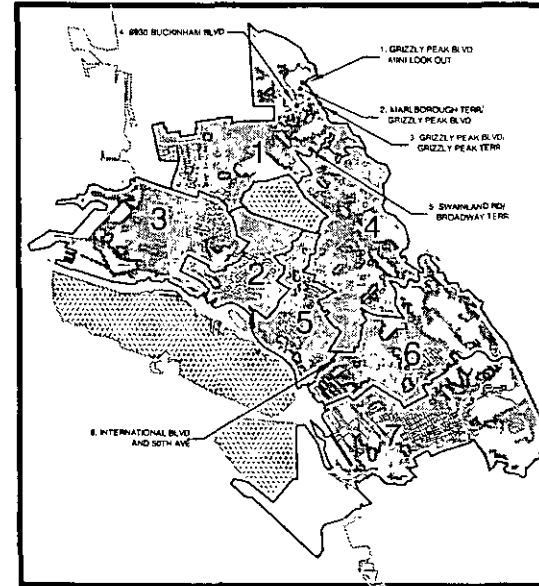 4. 6930 BUCKINHAM BLVD
1. GRIZZLY PEAK BLVD
MINI LOOK OUT
2. MARLBOROUGH TERR/
GRIZZLY PEAK BLVD
3. GRIZZLY PEAK BLVD/
GRIZZLY PEAK TERR
5. SWAINLAND RD/
BROADWAY TERR
6. INTERNATIONAL BLVD
AND 50TH AVE
1
3
4
2
5
6
7